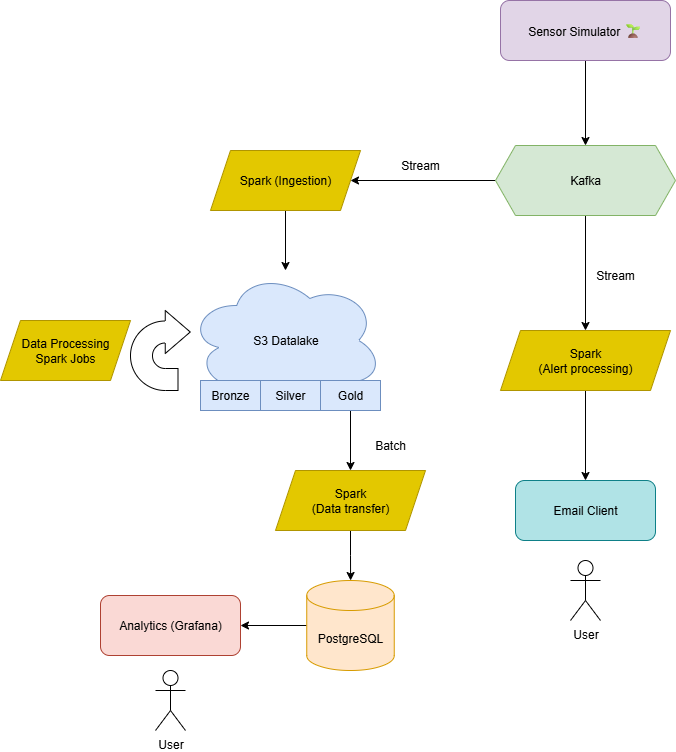 Sensor Simulator 🌱
Stream
Spark (Ingestion)
Kafka
Stream
S3 Datalake
Data Processing
Spark Jobs
Bronze
Silver
Gold
Spark
(Alert processing)
Batch
Spark
(Data transfer)
Email Client
Analytics (Grafana)
PostgreSQL
User
User